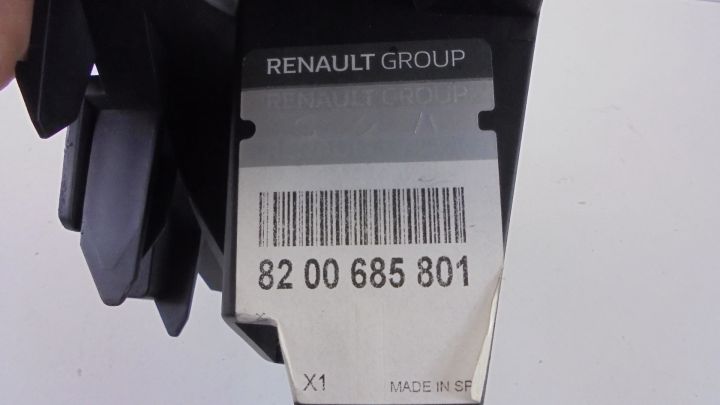 RENAULT GROUP
RENAULT GROUP
82 00 685 801
X1
MADE IN SP